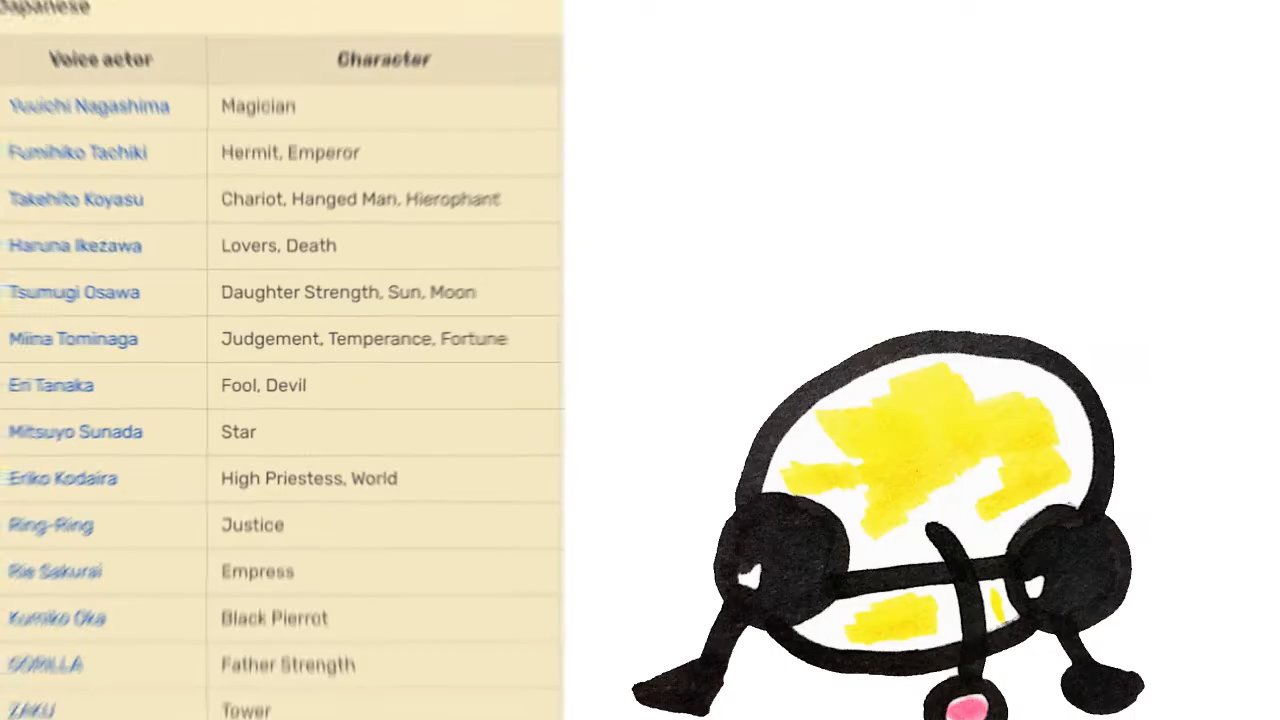 Japanese
Voice actor Character
Yuuichi Nagashima Magician
Fumihiko Tachiki Hermit, Emperor
Takehito Koyasu Chariot, Hanged Man, Hierophant
Haruna Ikezawa Lovers, Death
Tsumugi Osawa Daughter Strength, Sun, Moon
Miina Tominaga Judgement, Temperance, Fortune
Eri Tanaka Fool, Devil
Mitsuyo Sunada Star
Eriko Kodaira High Priestess, World
Ring-Ring Justice
Rie Sakurai Empress
Kumiko Oka Black Pierrot
GORILLA Father Strength
ZAKU Tower